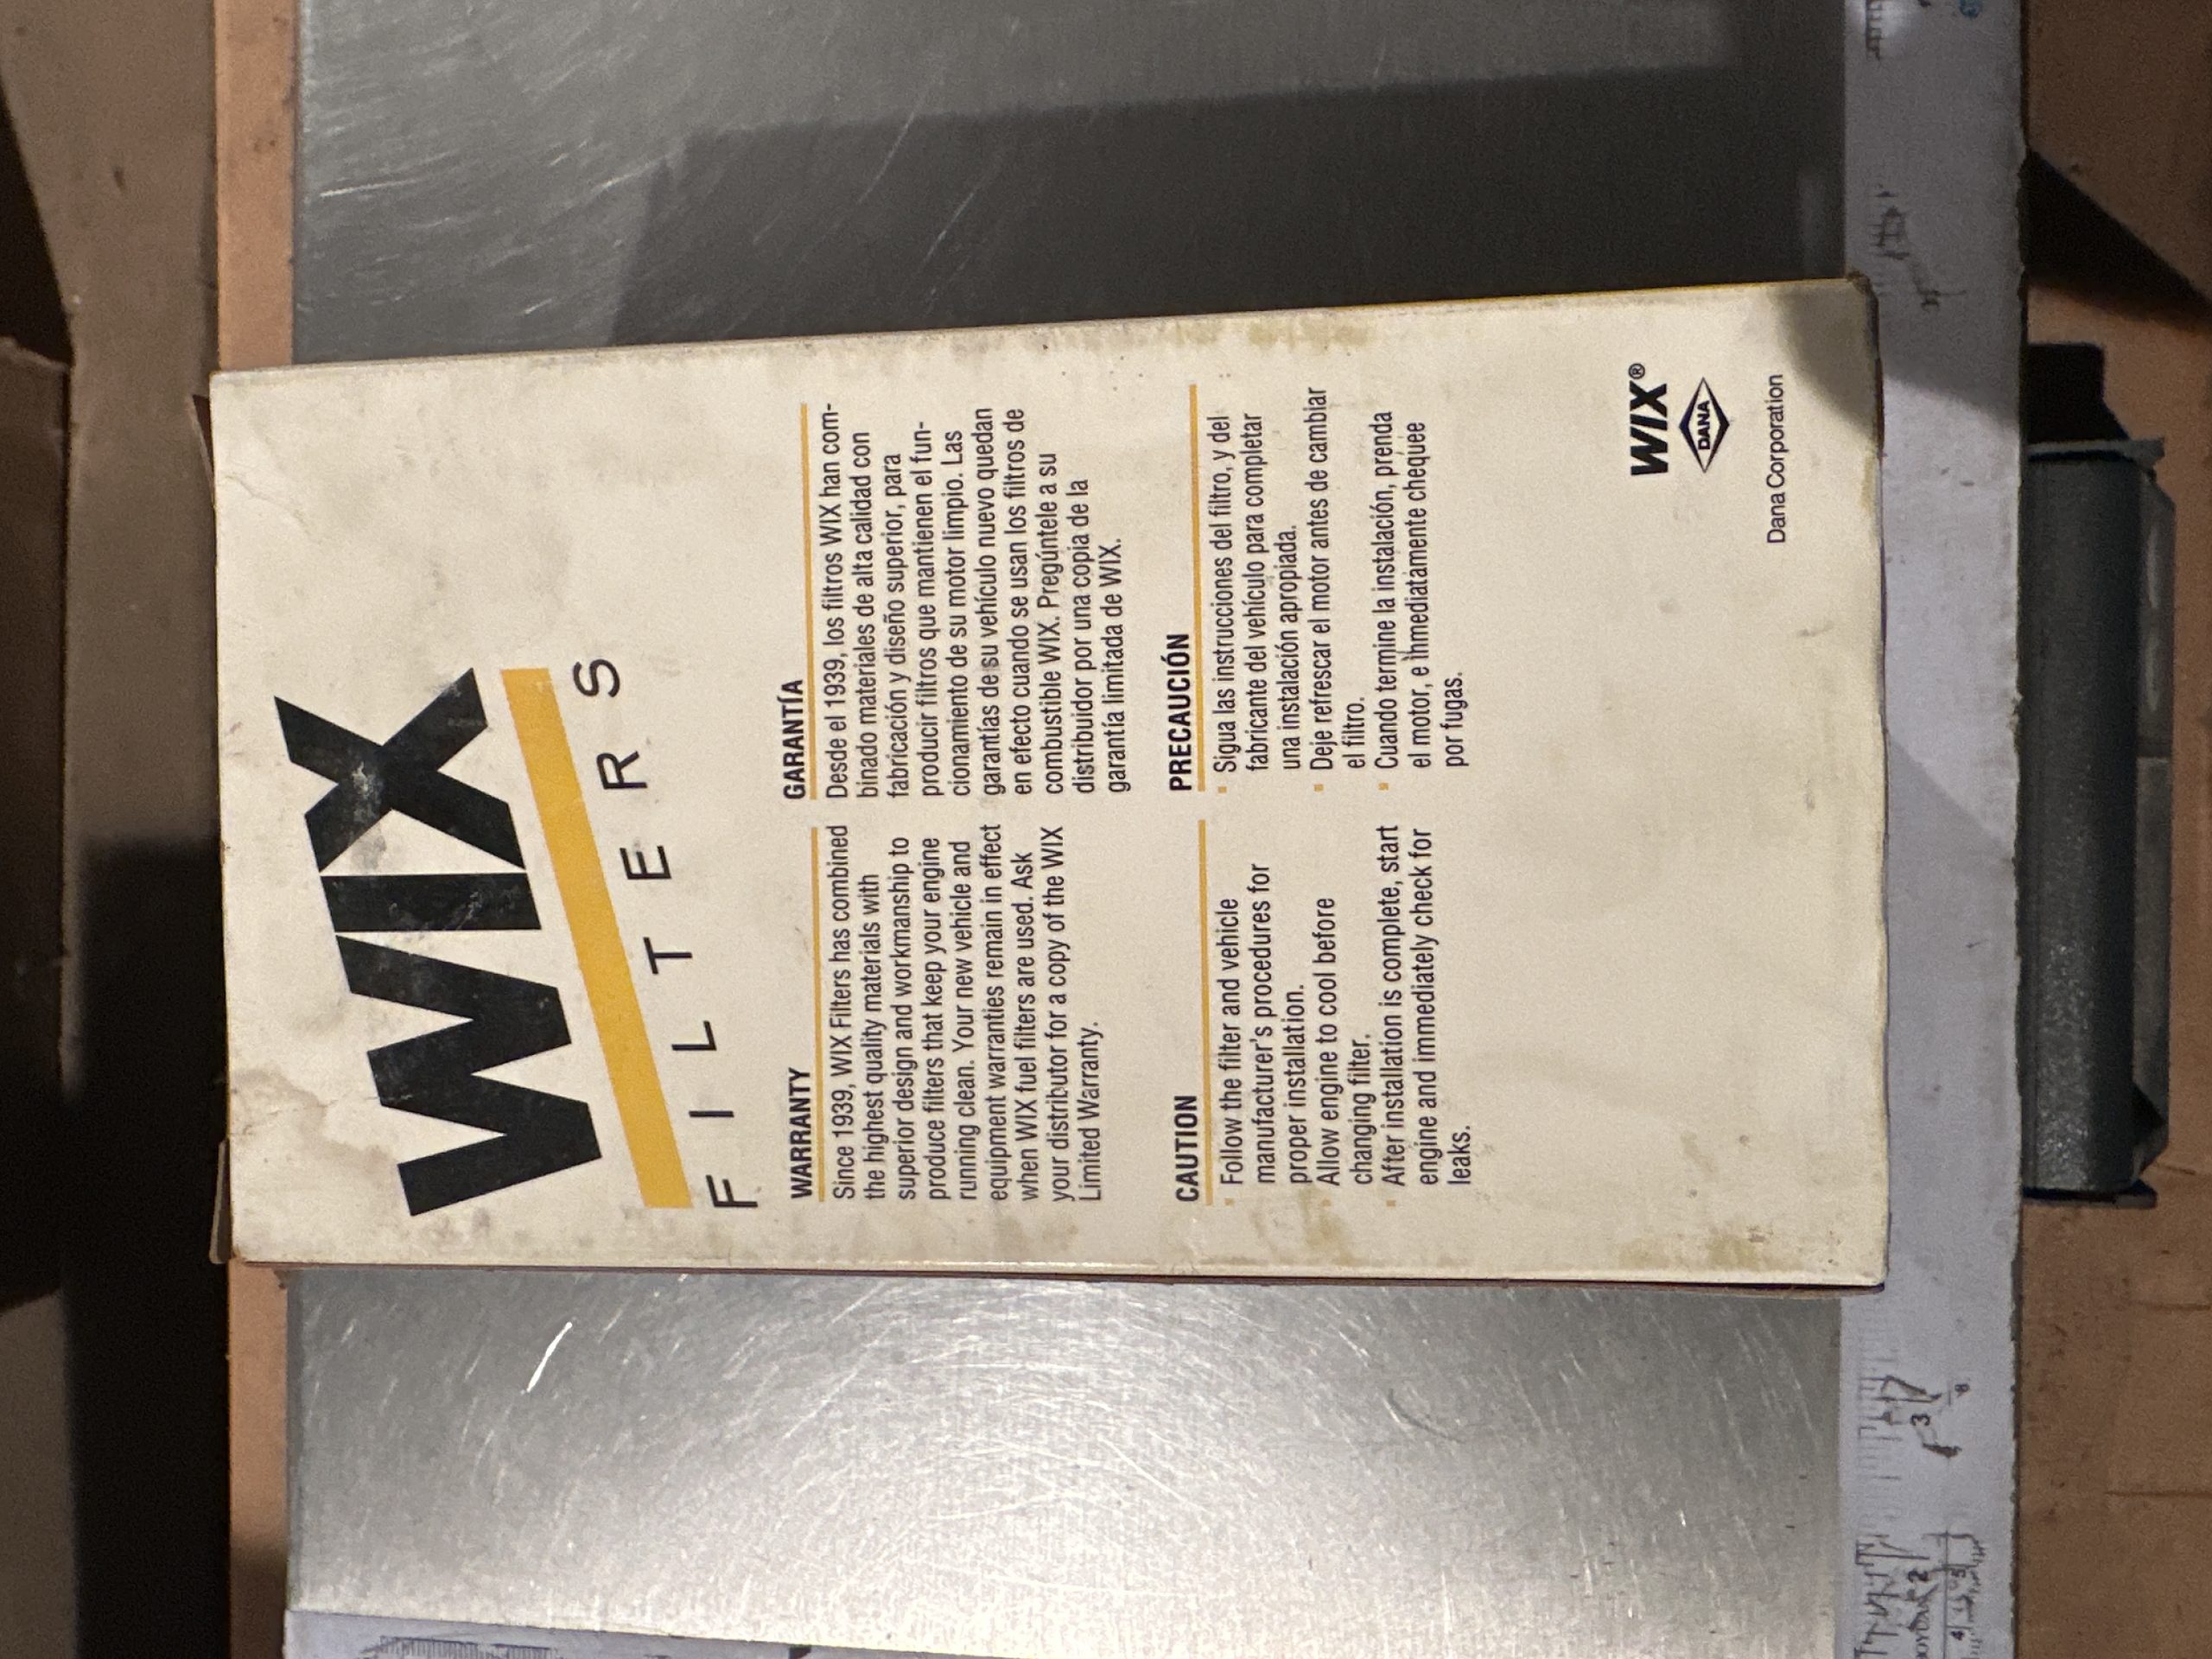 WIX
FILTERS
WARRANTY
Since 1939, WIX Filters has combined
the highest quality materials with
superior design and workmanship to
produce filters that keep your engine
running clean. Your new vehicle and
equipment warranties remain in effect
when WIX fuel filters are used. Ask
your distributor for a copy of the WIX
Limited Warranty.
GARANTÍA
Desde el 1939, los filtros WIX han com-
binado materiales de alta calidad con
fabricación y diseño superior, para
producir filtros que mantienen el fun-
cionamiento de su motor limpio. Las
garantías de su vehículo nuevo quedan
en efecto cuando se usan los filtros de
combustible WIX. Pregúntele a su
distribuidor por una copia de la
garantía limitada de WIX.
CAUTION
• Follow the filter and vehicle
manufacturer's procedures for
proper installation.
• Allow engine to cool before
changing filter.
• After installation is complete, start
engine and immediately check for
leaks.
PRECAUCIÓN
• Sigua las instrucciones del filtro, y del
fabricante del vehículo para completar
una instalación apropiada.
• Deje refrescar el motor antes de cambiar
el filtro.
• Cuando termine la instalación, prenda
el motor, e ihmediatamente chequee
por fugas.
WIX®
DANA
Dana Corporation
2
3